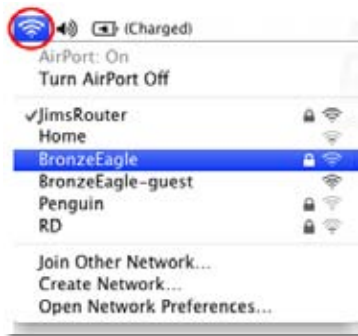 (Charged)
AirPort: On
Turn AirPort Off
✓JimsRouter
Home
BronzeEagle
BronzeEagle-guest
Penguin
RD
Join Other Network...
Create Network...
Open Network Preferences...